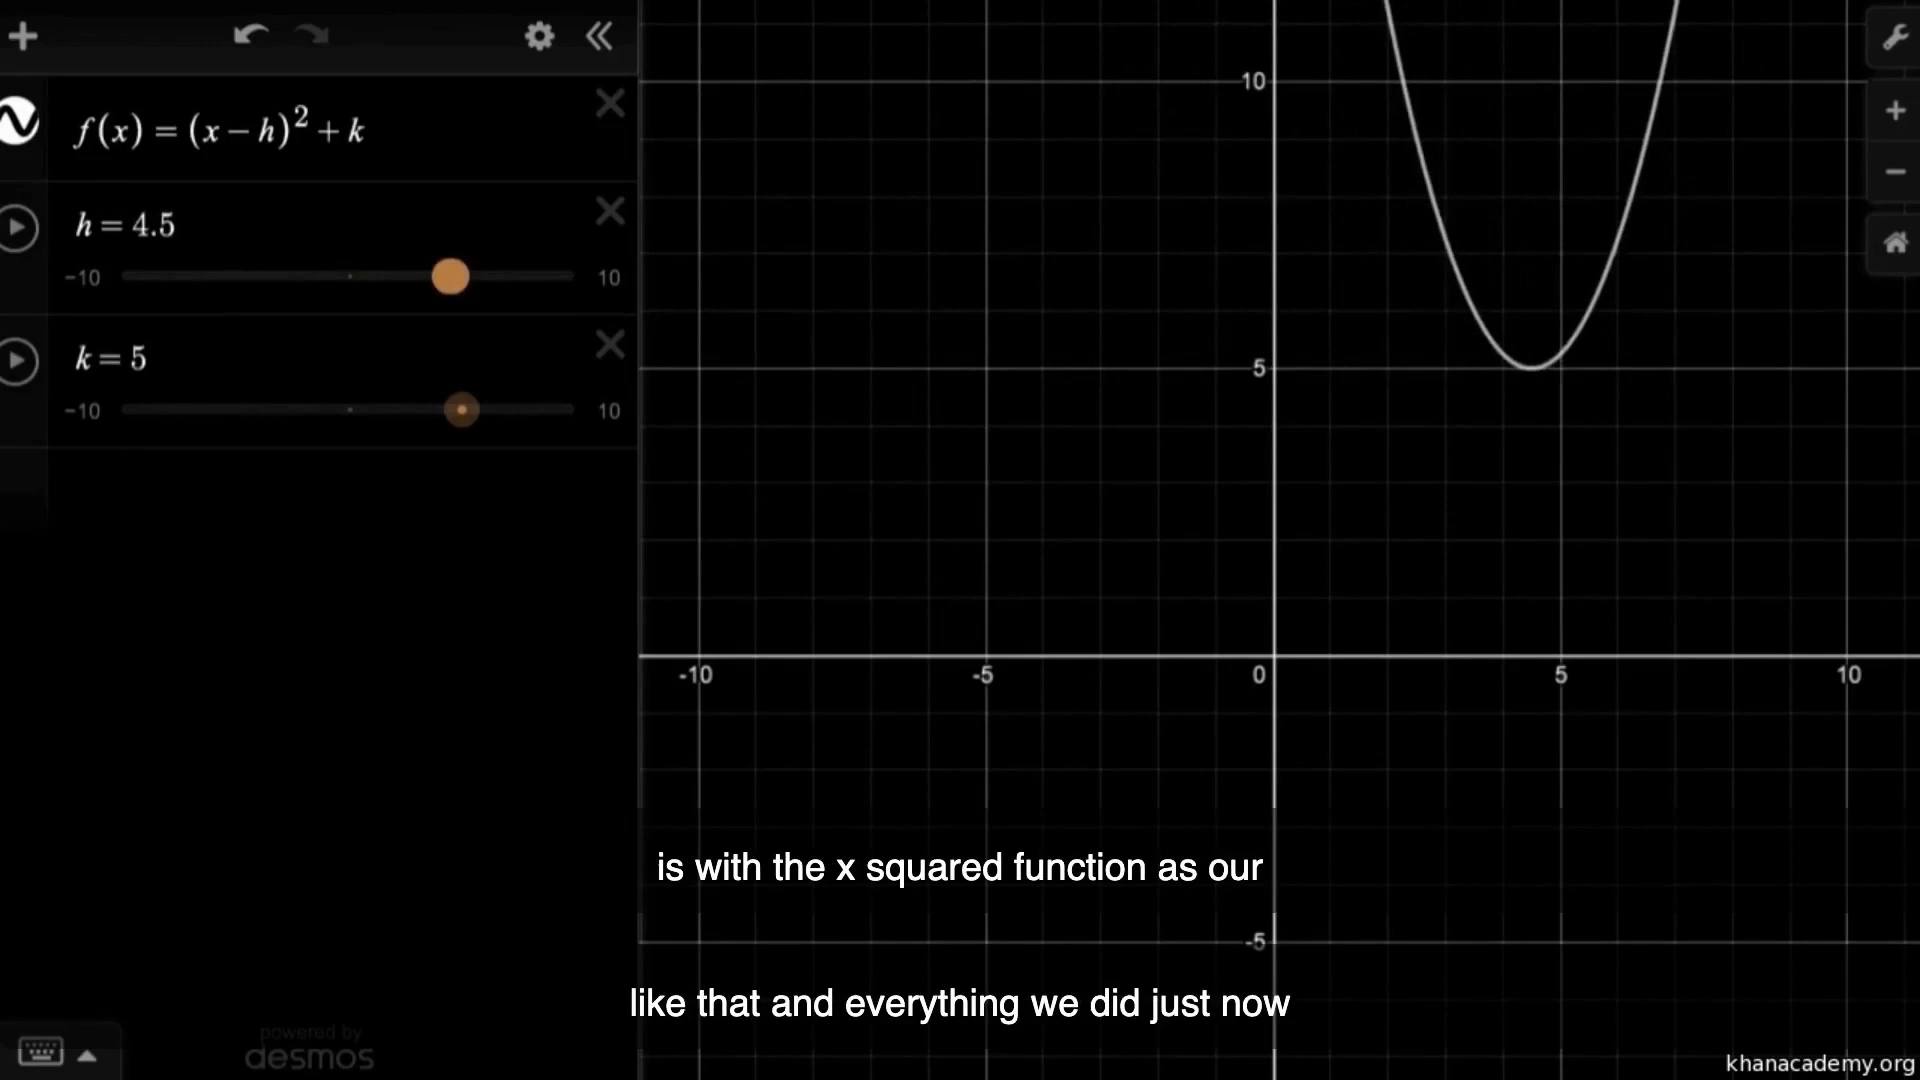 f(x) = (x − h)² + k
h = 4.5
−10 10
k = 5
−10 10
10
5
-10 -5 0 5 10
-5
is with the x squared function as our
like that and everything we did just now
powered by
desmos
khanacademy.org